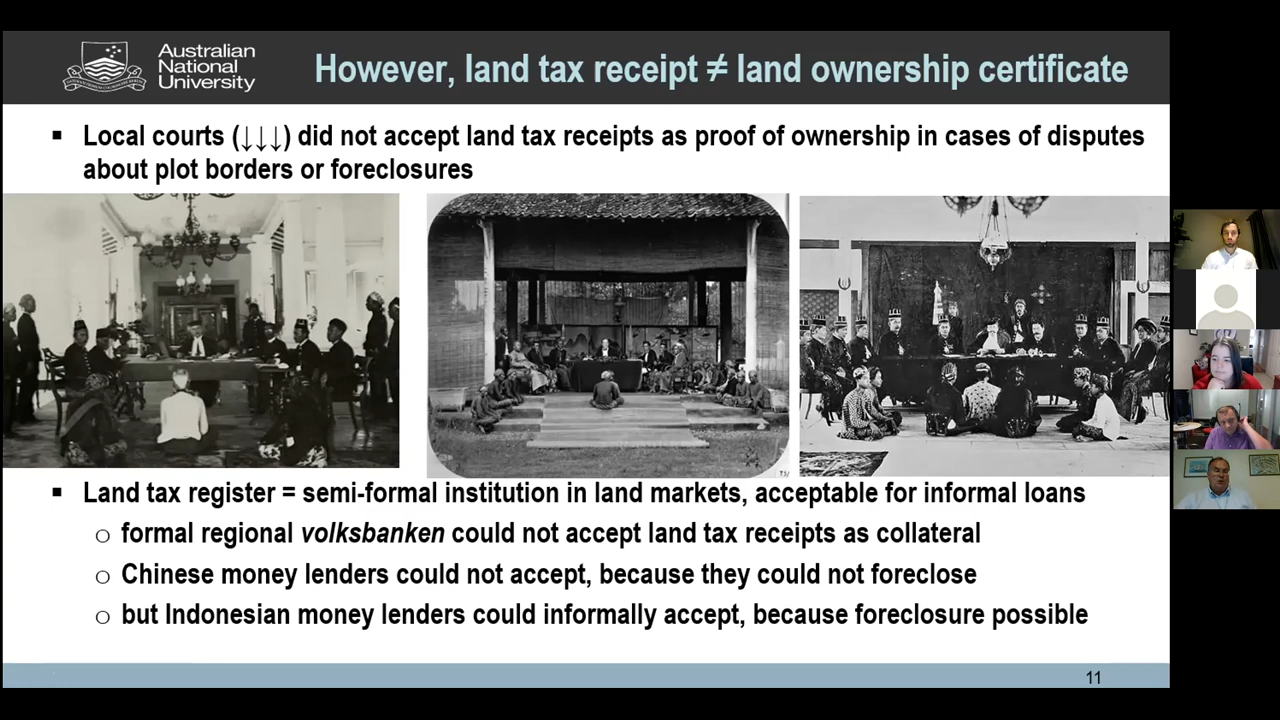 Australian
National
University
However, land tax receipt ≠ land ownership certificate
▪ Local courts (↓↓↓) did not accept land tax receipts as proof of ownership in cases of disputes
about plot borders or foreclosures
▪ Land tax register = semi-formal institution in land markets, acceptable for informal loans
○ formal regional volksbanken could not accept land tax receipts as collateral
○ Chinese money lenders could not accept, because they could not foreclose
○ but Indonesian money lenders could informally accept, because foreclosure possible
11